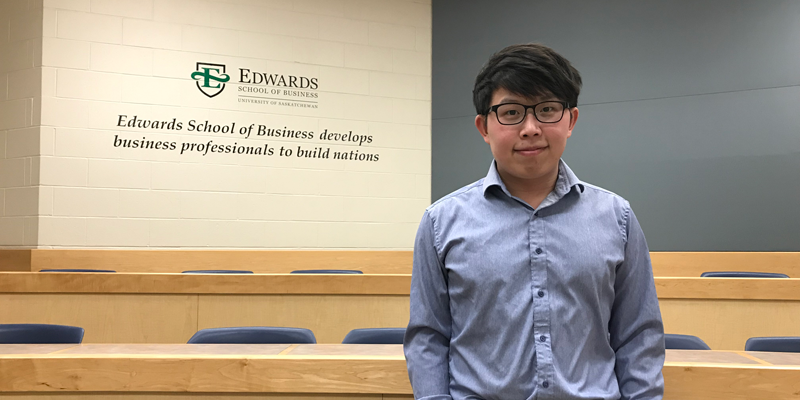 E
EDWARDS
SCHOOL OF BUSINESS
UNIVERSITY OF SASKATCHEWAN
Edwards School of Business develops
business professionals to build nations